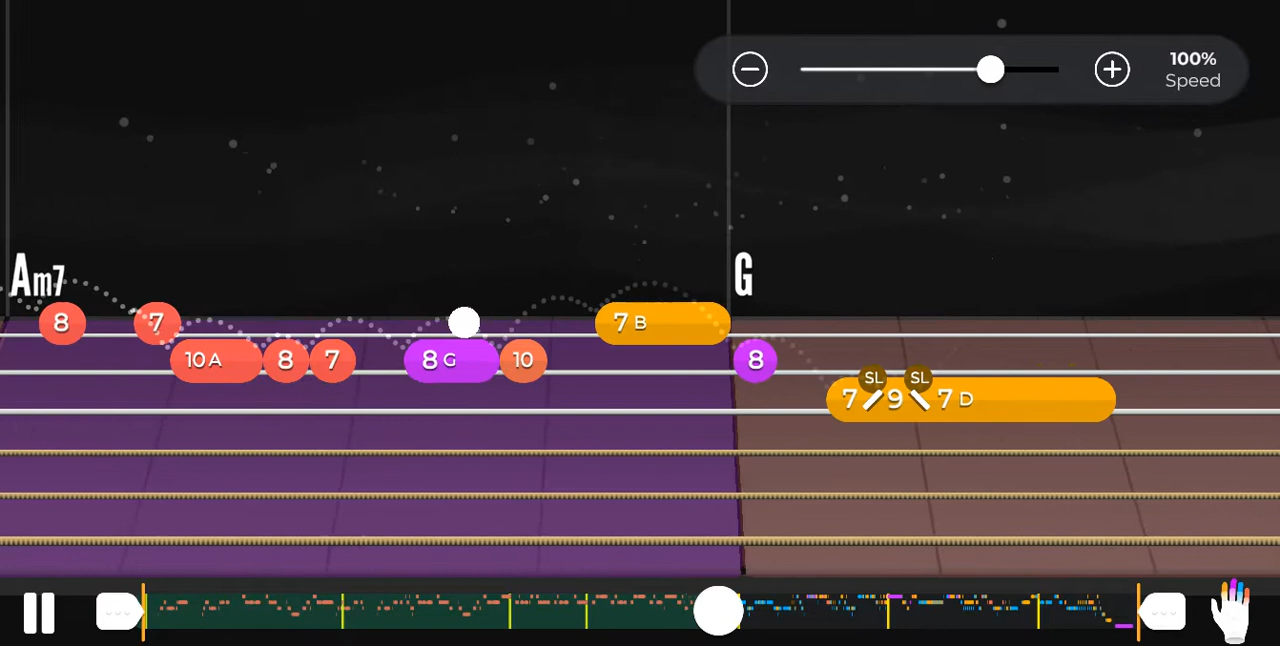 100%
Speed
Am7
G
8 7 7 B
10 A 8 7 8 G 10 8
SL SL
7 9 7 D